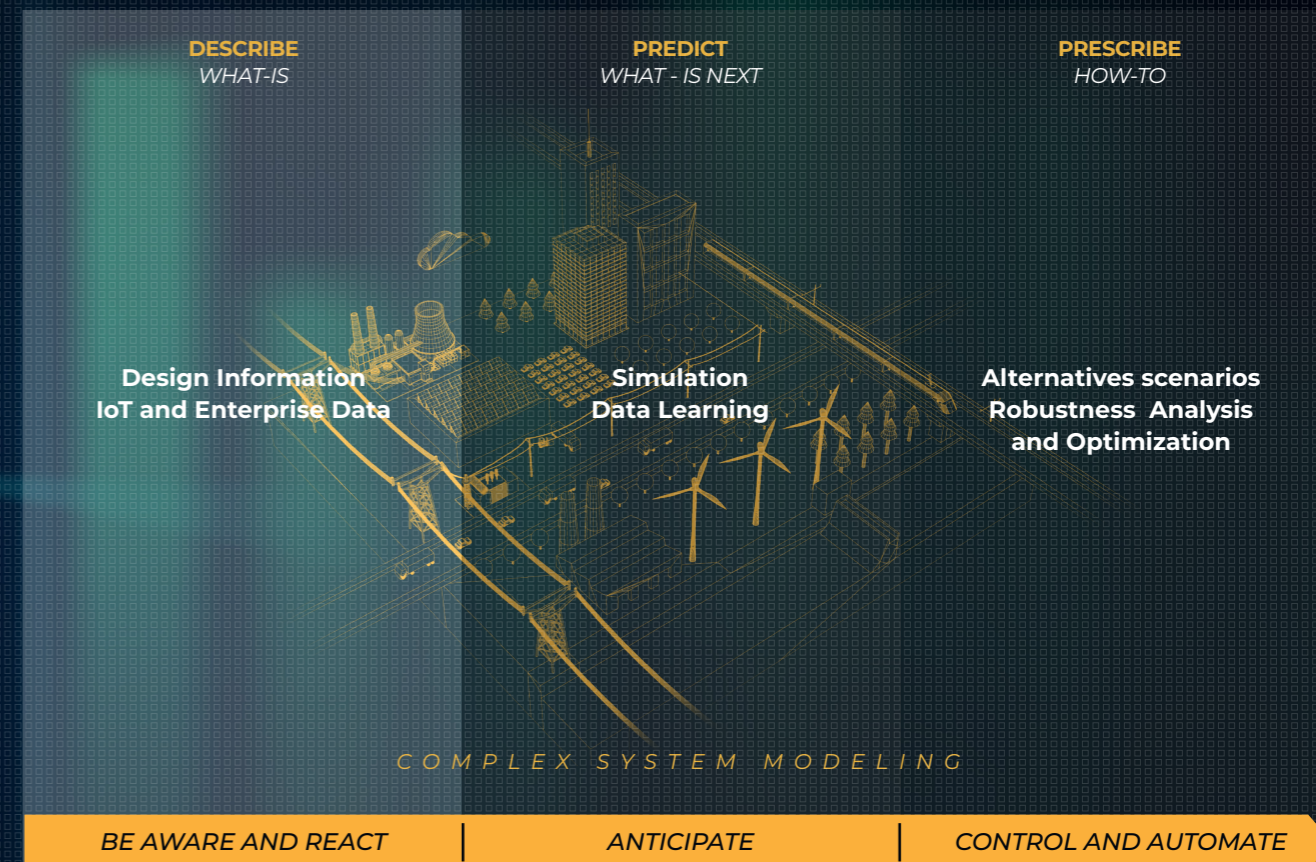 DESCRIBE
WHAT-IS
Design Information
IoT and Enterprise Data
PREDICT
WHAT - IS NEXT
Simulation
Data Learning
PRESCRIBE
HOW-TO
Alternatives scenarios
Robustness Analysis
and Optimization
COMPLEX SYSTEM MODELING
BE AWARE AND REACT
ANTICIPATE
CONTROL AND AUTOMATE